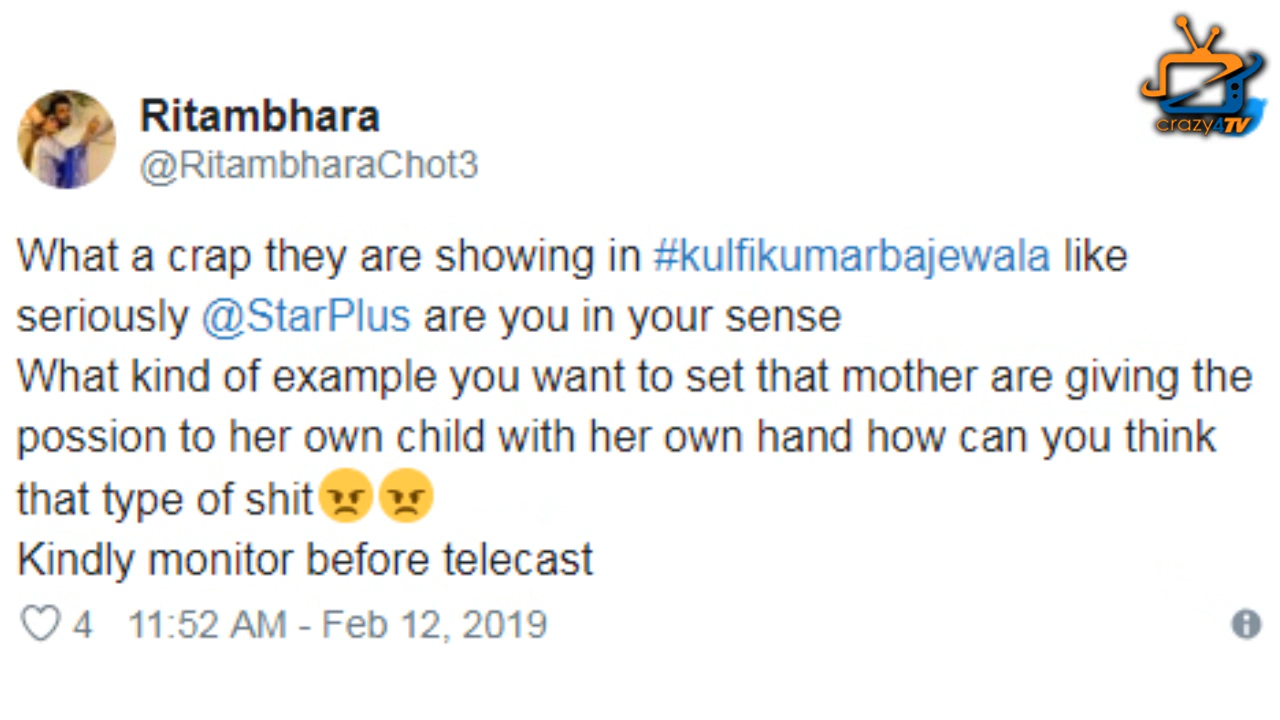 crazy4TV
Ritambhara
@RitambharaChot3
What a crap they are showing in #kulfikumarbajewala like
seriously @StarPlus are you in your sense
What kind of example you want to set that mother are giving the
possion to her own child with her own hand how can you think
that type of shit😠😠
Kindly monitor before telecast
4 11:52 AM - Feb 12, 2019